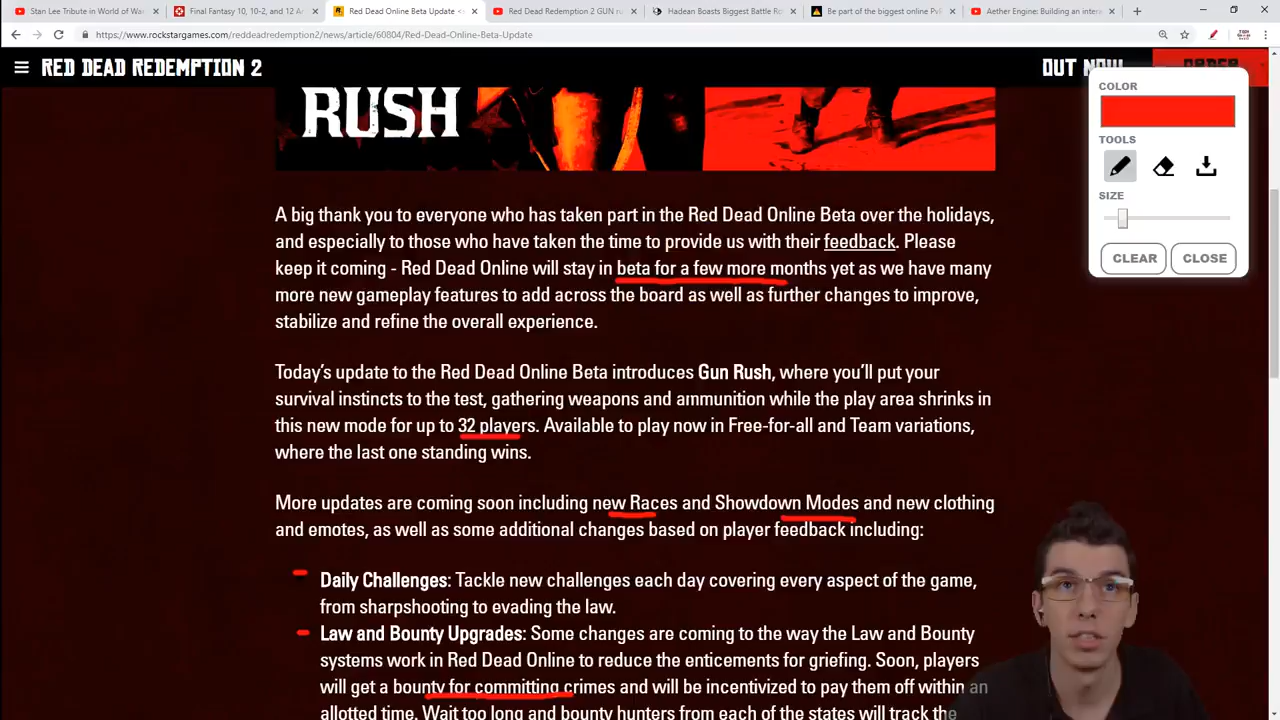 Stan Lee Tribute in World of Wa
Final Fantasy 10, 10-2, and 12 A
Red Dead Online Beta Update
Red Dead Redemption 2 GUN ru
Hadean Boasts Biggest Battle Ro
Be part of the biggest online PvP
Aether Engine: Building an inter
https://www.rockstargames.com/reddeadredemption2/news/article/60804/Red-Dead-Online-Beta-Update
RED DEAD REDEMPTION 2
OUT NOW
ORDER
RUSH
COLOR
TOOLS
SIZE
CLEAR
CLOSE
A big thank you to everyone who has taken part in the Red Dead Online Beta over the holidays,
and especially to those who have taken the time to provide us with their feedback. Please
keep it coming - Red Dead Online will stay in beta for a few more months yet as we have many
more new gameplay features to add across the board as well as further changes to improve,
stabilize and refine the overall experience.
Today's update to the Red Dead Online Beta introduces Gun Rush, where you'll put your
survival instincts to the test, gathering weapons and ammunition while the play area shrinks in
this new mode for up to 32 players. Available to play now in Free-for-all and Team variations,
where the last one standing wins.
More updates are coming soon including new Races and Showdown Modes and new clothing
and emotes, as well as some additional changes based on player feedback including:
Daily Challenges: Tackle new challenges each day covering every aspect of the game,
from sharpshooting to evading the law.
Law and Bounty Upgrades: Some changes are coming to the way the Law and Bounty
systems work in Red Dead Online to reduce the enticements for griefing. Soon, players
will get a bounty for committing crimes and will be incentivized to pay them off within an
allotted time. Wait too long and bounty hunters from each of the states will track the